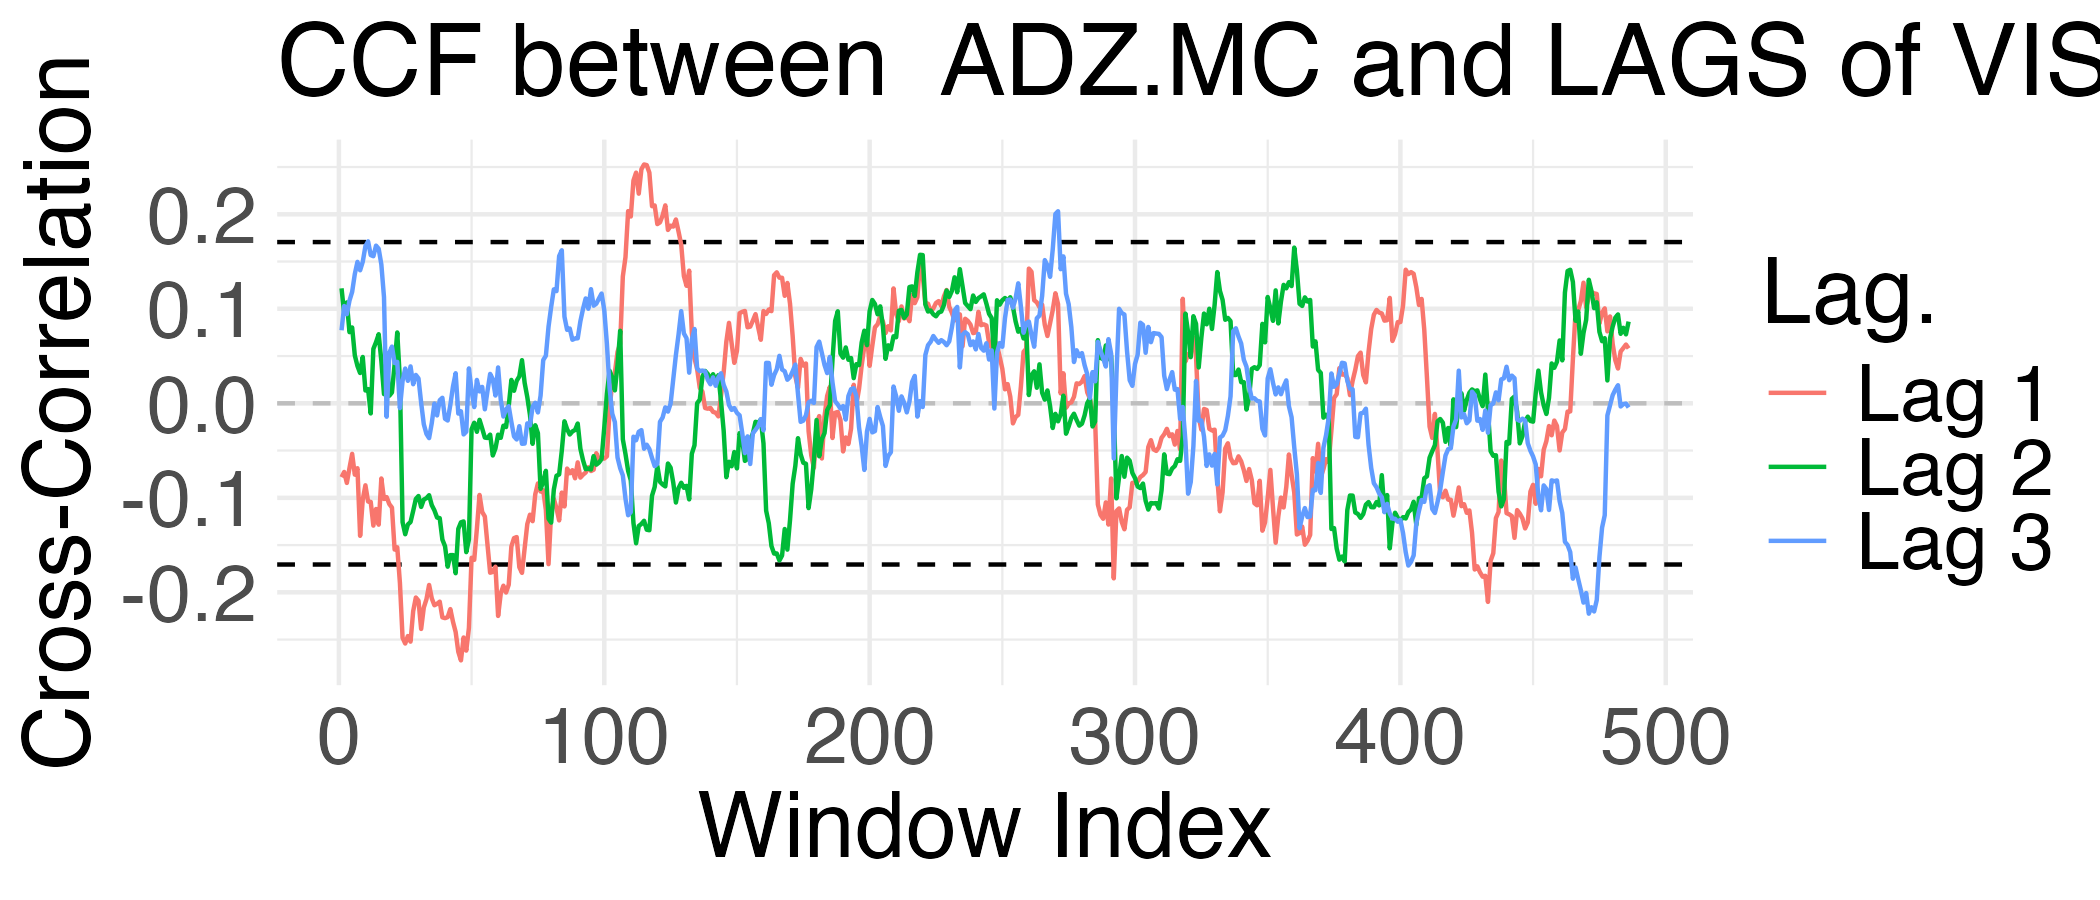 CCF between  ADZ.MC and LAGS of VIS
Cross-Correlation
0.2
0.1
0.0
-0.1
-0.2
0 100 200 300 400 500
Window Index
Lag.
Lag 1
Lag 2
Lag 3